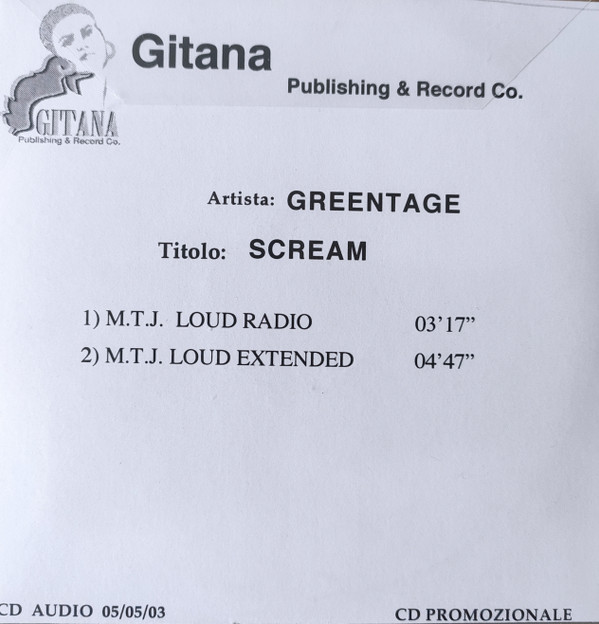 Gitana
Publishing & Record Co.
GITANA
Publishing & Record Co.
Artista: GREENTAGE
Titolo: SCREAM
1) M.T.J. LOUD RADIO 03’17”
2) M.T.J. LOUD EXTENDED 04’47”
CD AUDIO 05/05/03
CD PROMOZIONALE